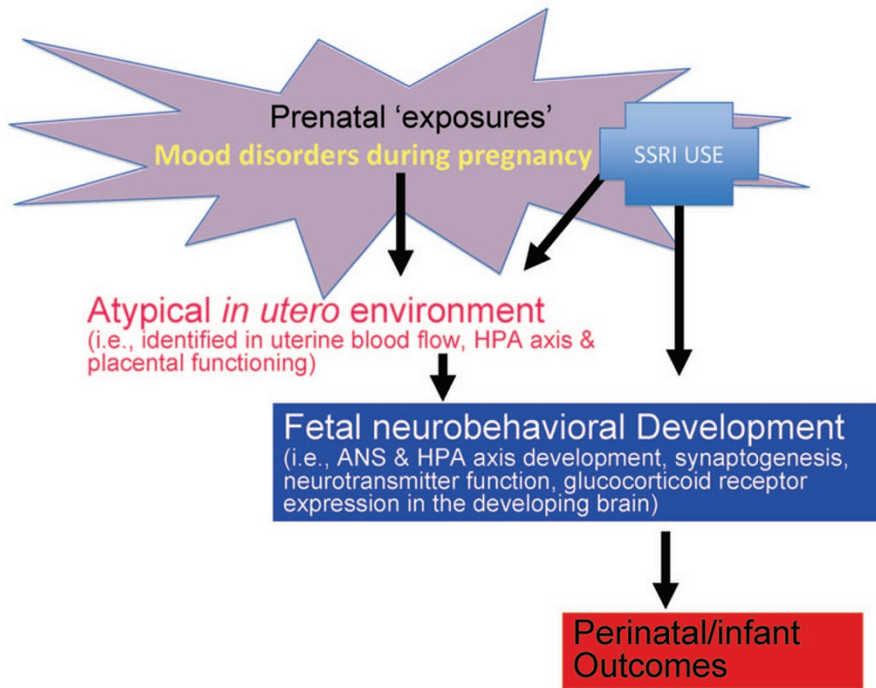 Prenatal ‘exposures’
Mood disorders during pregnancy
SSRI USE
Atypical in utero environment
(i.e., identified in uterine blood flow, HPA axis &
placental functioning)
Fetal neurobehavioral Development
(i.e., ANS & HPA axis development, synaptogenesis,
neurotransmitter function, glucocorticoid receptor
expression in the developing brain)
Perinatal/infant
Outcomes